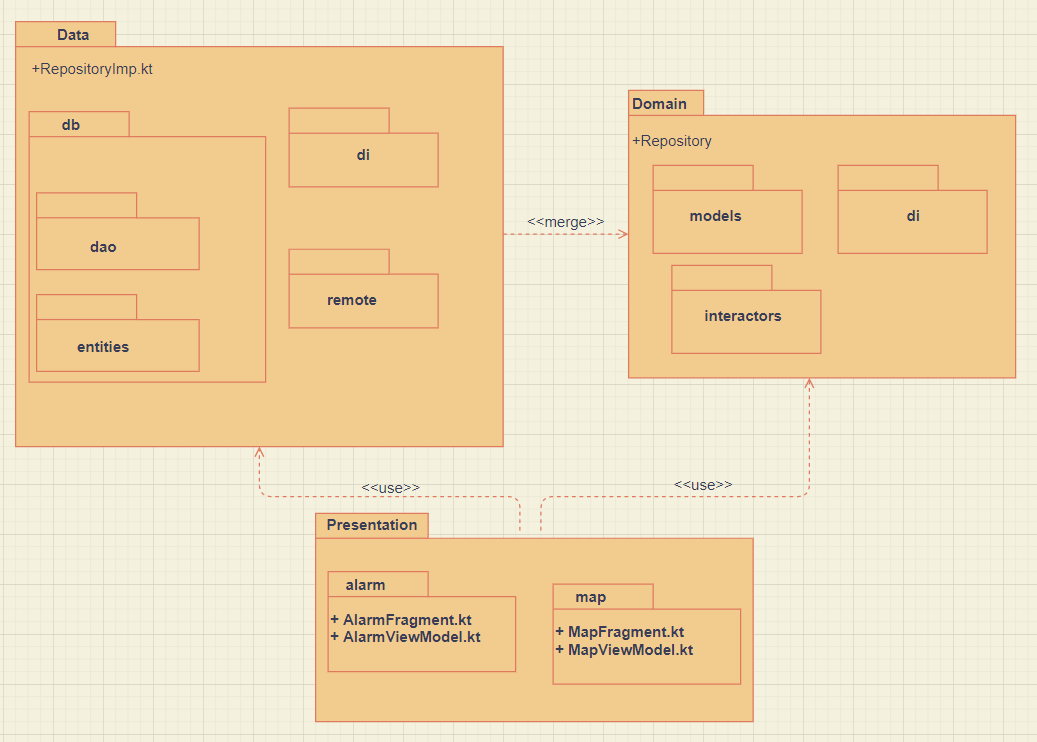 Data
+RepositoryImp.kt
db
dao
entities
di
remote
<<merge>>
Domain
+Repository
models
di
interactors
<<use>>
<<use>>
Presentation
alarm
+ AlarmFragment.kt
+ AlarmViewModel.kt
map
+ MapFragment.kt
+ MapViewModel.kt